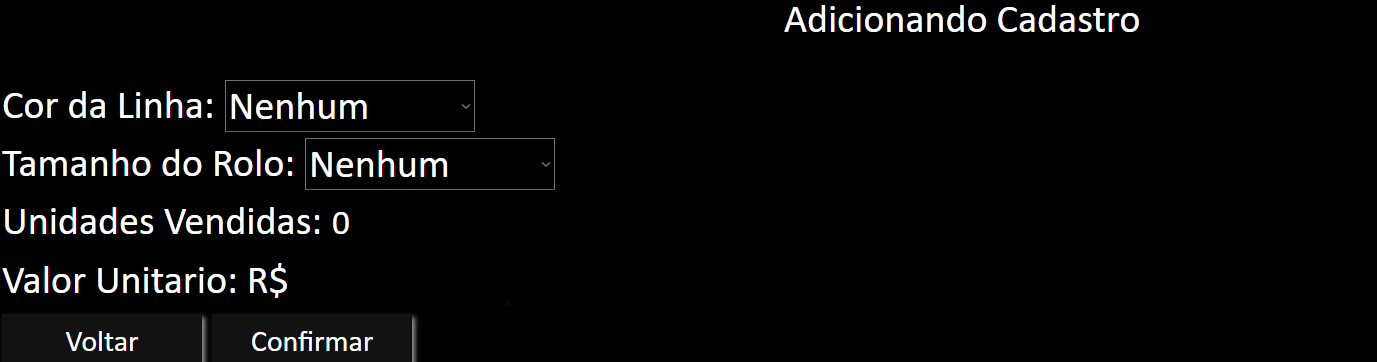 Adicionando Cadastro
Cor da Linha: Nenhum
Tamanho do Rolo: Nenhum
Unidades Vendidas: 0
Valor Unitario: R$
Voltar Confirmar